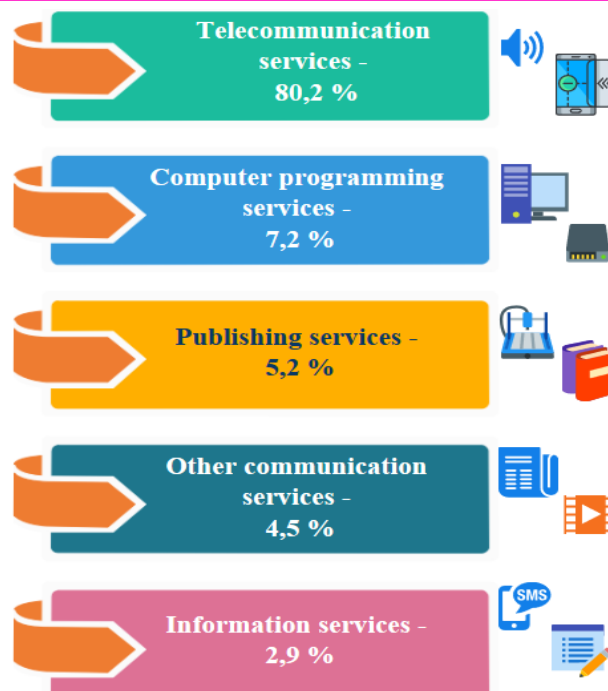 Telecommunication
services -
80,2 %
Computer programming
services -
7,2 %
Publishing services -
5,2 %
Other communication
services -
4,5 %
SMS
Information services -
2,9 %